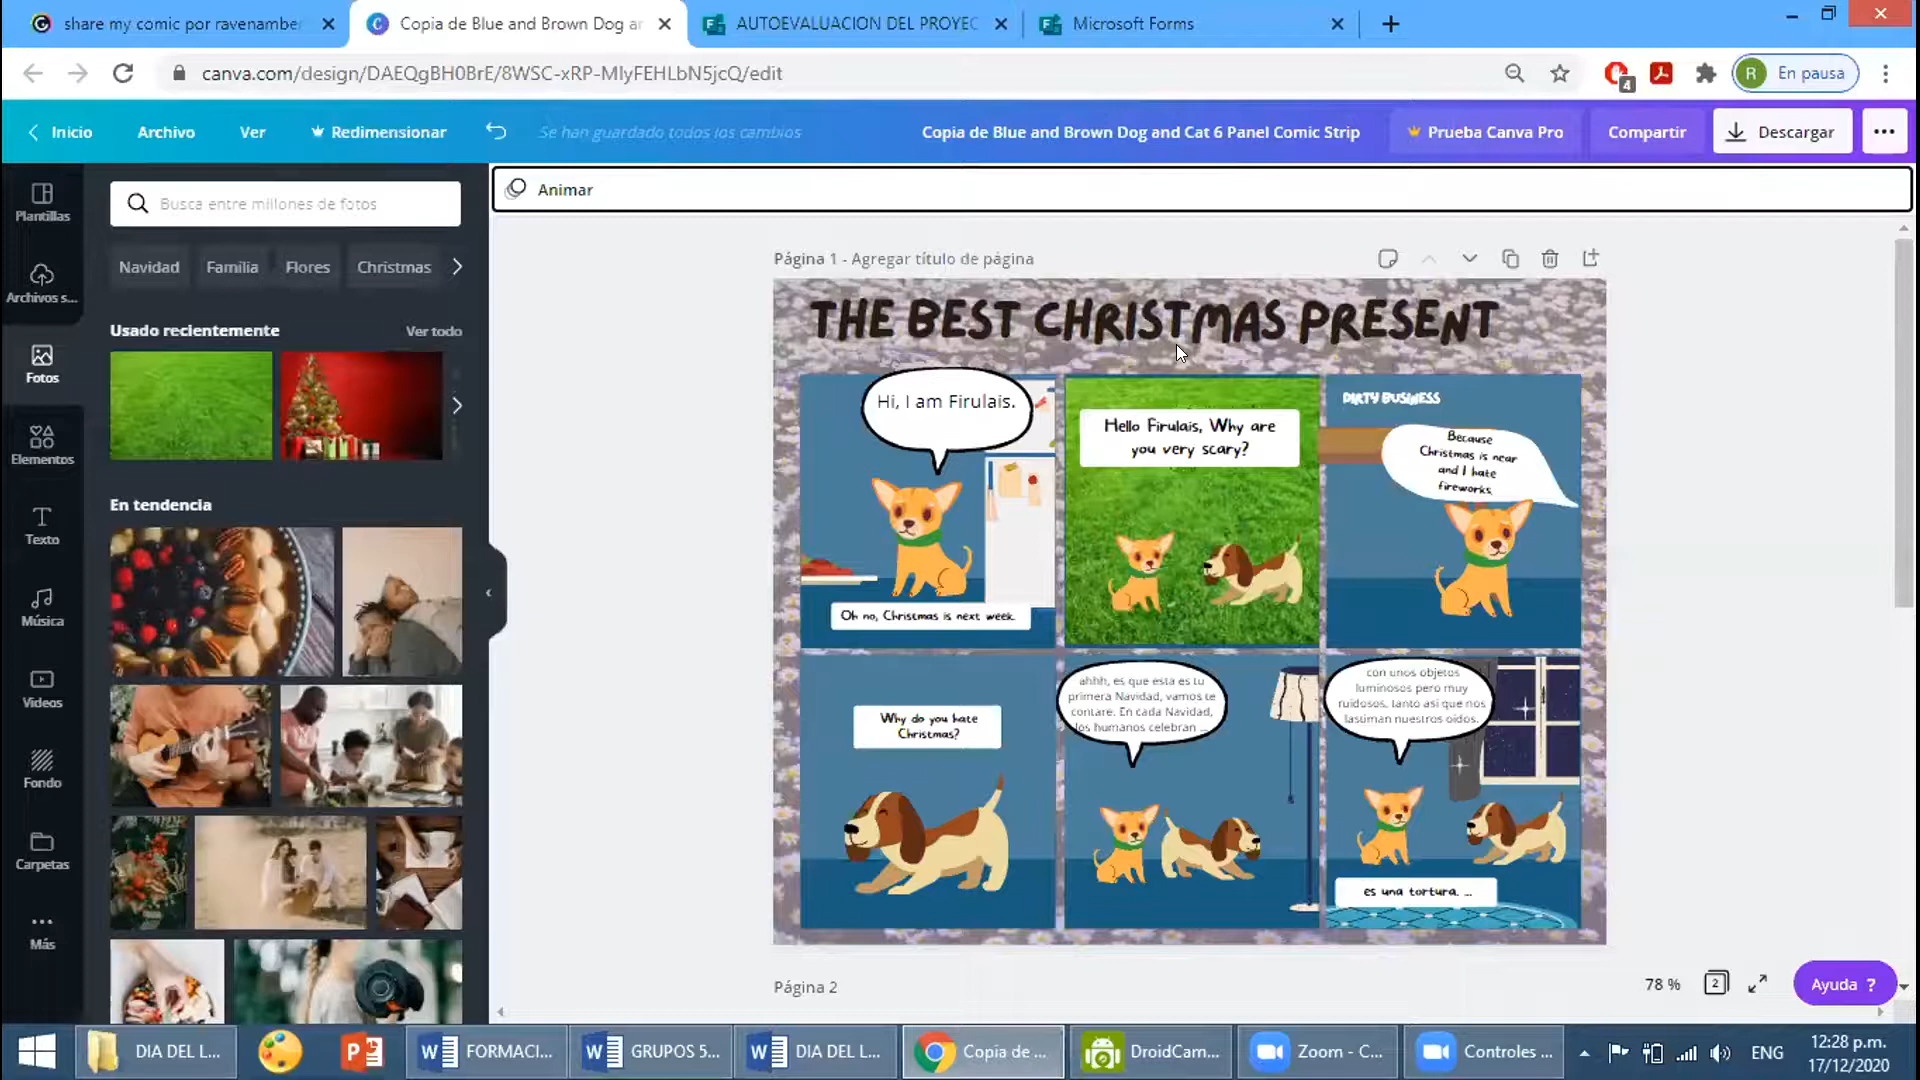 share my comic por ravenamber
Copia de Blue and Brown Dog ar
AUTOEVALUACION DEL PROYEC
Microsoft Forms
canva.com/design/DAEQgBH0BrE/8WSC-xRP-MlyFEHLbN5jcQ/edit
4
R
En pausa
Inicio
Archivo
Ver
Redimensionar
Se han guardado todos los cambios
Copia de Blue and Brown Dog and Cat 6 Panel Comic Strip
Prueba Canva Pro
Compartir
Descargar
Plantillas
Archivos s...
Fotos
Elementos
Texto
Música
Videos
Fondo
Carpetas
Más
Busca entre millones de fotos
Navidad
Familia
Flores
Christmas
Usado recientemente
Ver todo
En tendencia
Animar
Página 1 - Agregar título de página
THE BEST CHRISTMAS PRESENT
Hi, I am Firulais.
Oh no, Christmas is next week.
Hello Firulais, Why are
you very scary?
DIRTY BUSINESS
Because
Christmas is near
and I hate
fireworks.
Why do you hate
Christmas?
ahhh, es que esta es tu
primera Navidad, vamos te
contare. En cada Navidad,
los humanos celebran ...
con unos objetos
luminosos pero muy
ruidosos, tanto asi que nos
lastiman nuestros oidos.
es una tortura. ...
Página 2
78 %
2
Ayuda ?
DIA DEL L...
FORMACI...
GRUPOS 5...
DIA DEL L...
Copia de ...
DroidCam...
Zoom - C...
Controles ...
ENG
12:28 p.m.
17/12/2020